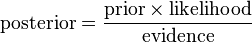 posterior = prior × likelihood / evidence